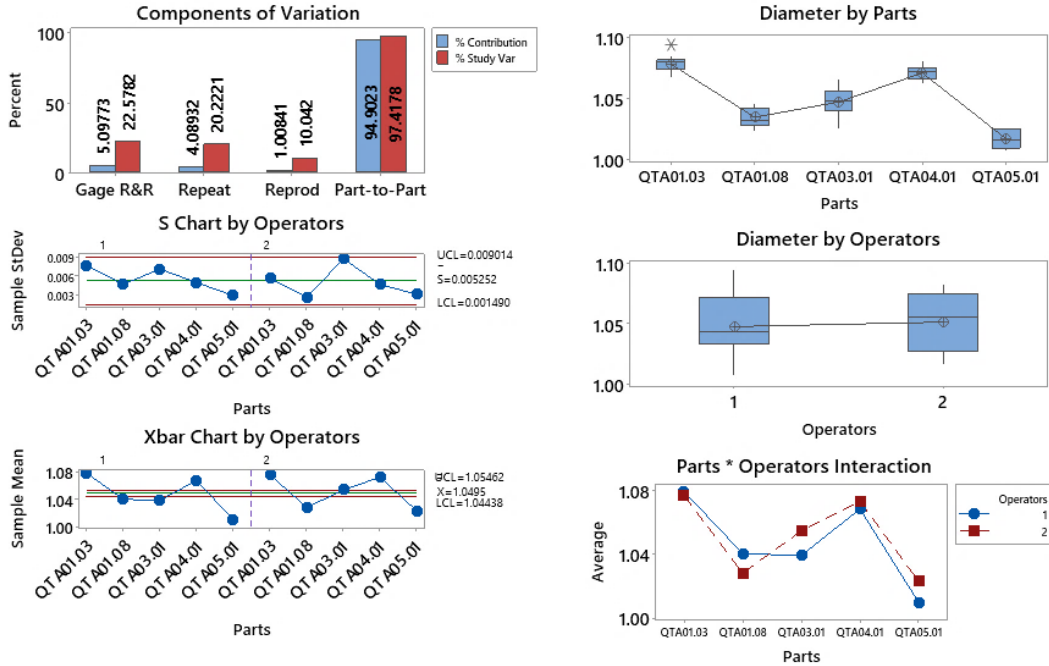 Components of Variation
100
50
0
Percent
5.09773
22.5782
4.08932
20.2221
1.00841
10.042
94.9023
97.4178
Gage R&R
Repeat
Reprod
Part-to-Part
% Contribution
% Study Var
S Chart by Operators
1
2
0.009
0.006
0.003
Sample StDev
UCL=0.009014
S=0.005252
LCL=0.001490
QTA01.03
QTA01.08
QTA03.01
QTA04.01
QTA05.01
QTA01.03
QTA01.08
QTA03.01
QTA04.01
QTA05.01
Parts
Xbar Chart by Operators
1
2
1.08
1.04
1.00
Sample Mean
UCL=1.05462
X=1.0495
LCL=1.04438
QTA01.03
QTA01.08
QTA03.01
QTA04.01
QTA05.01
QTA01.03
QTA01.08
QTA03.01
QTA04.01
QTA05.01
Parts
Diameter by Parts
1.10
1.05
1.00
QTA01.03
QTA01.08
QTA03.01
QTA04.01
QTA05.01
Parts
Diameter by Operators
1.10
1.05
1.00
1
2
Operators
Parts * Operators Interaction
1.08
1.04
1.00
Average
QTA01.03
QTA01.08
QTA03.01
QTA04.01
QTA05.01
Parts
Operators
1
2